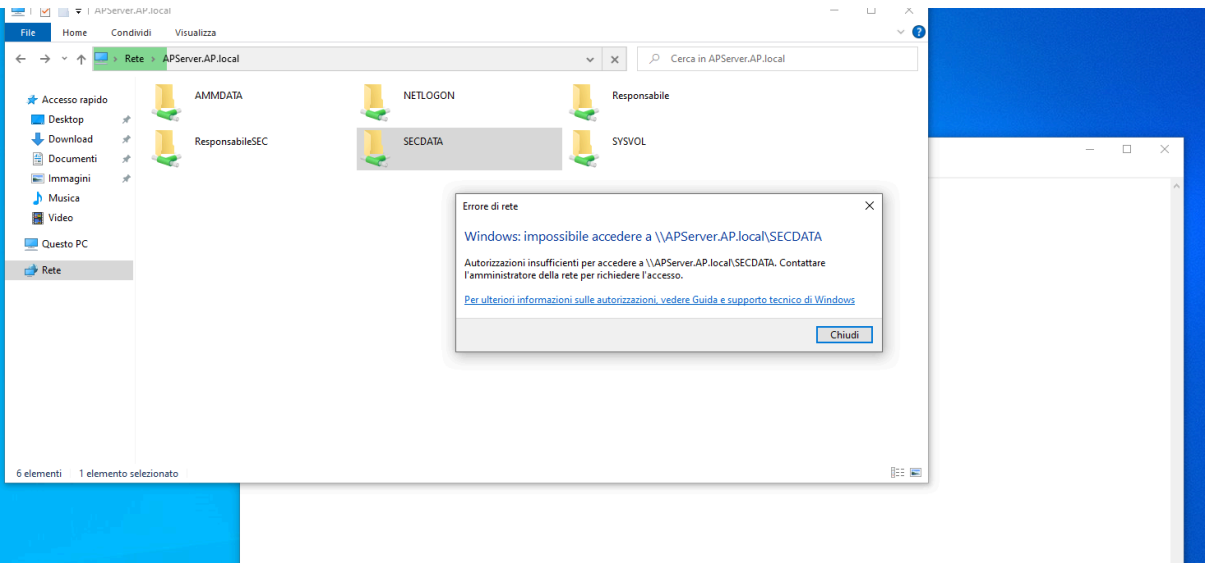 APServer.AP.local
File Home Condividi Visualizza
Rete APServer.AP.local
Cerca in APServer.AP.local
Accesso rapido
Desktop
Download
Documenti
Immagini
Musica
Video
Questo PC
Rete
AMMDATA NETLOGON Responsabile
ResponsabileSEC SECDATA SYSVOL
Errore di rete
Windows: impossibile accedere a \\APServer.AP.local\SECDATA
Autorizzazioni insufficienti per accedere a \\APServer.AP.local\SECDATA. Contattare
l'amministratore della rete per richiedere l'accesso.
Per ulteriori informazioni sulle autorizzazioni, vedere Guida e supporto tecnico di Windows
Chiudi
6 elementi 1 elemento selezionato